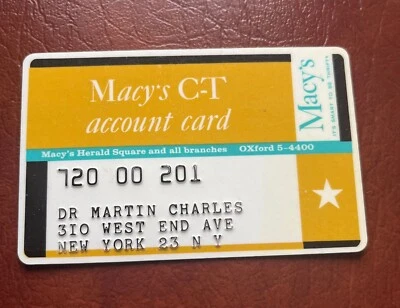 Macy's C-T
account card
Macy's
IT'S SMART TO BE THRIFTY
Macy's Herald Square and all branches OXford 5-4400
720 00 201
DR MARTIN CHARLES
310 WEST END AVE
NEW YORK 23 N Y